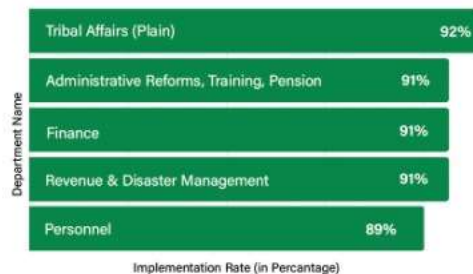 Department Name
Tribal Affairs (Plain) 92%
Administrative Reforms, Training, Pension 91%
Finance 91%
Revenue & Disaster Management 91%
Personnel 89%
Implementation Rate (in Percantage)